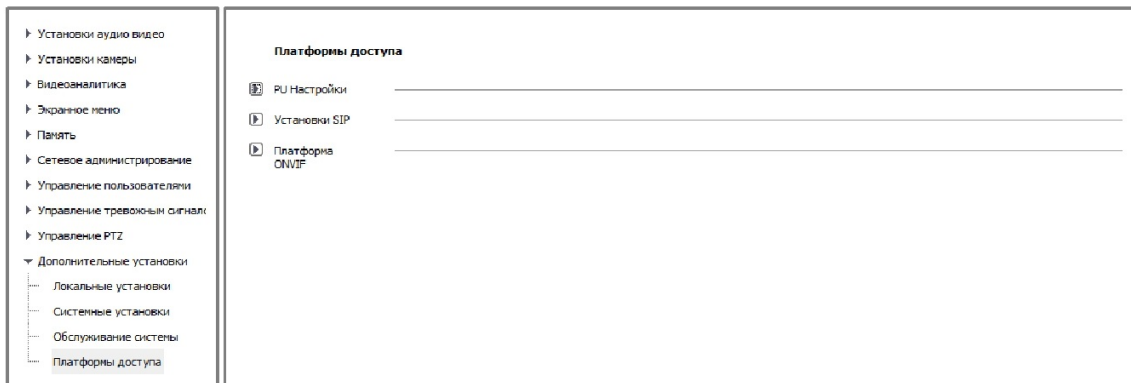 Установки аудио видео
Установки камеры
Видеоаналитика
Экранное меню
Память
Сетевое администрирование
Управление пользователями
Управление тревожным сигнало
Управление PTZ
Дополнительные установки
Локальные установки
Системные установки
Обслуживание системы
Платформы доступа
Платформы доступа
PU Настройки
Установки SIP
Платформа
ONVIF